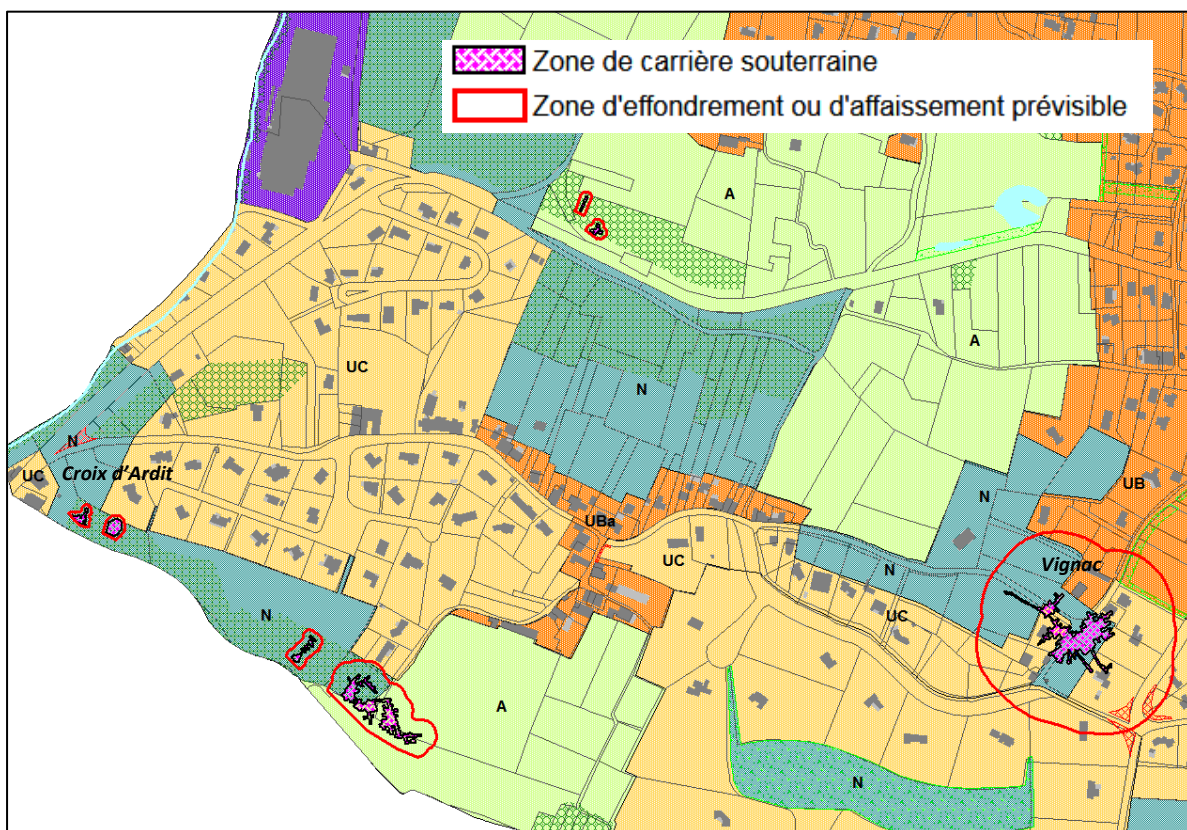 Zone de carrière souterraine
Zone d'effondrement ou d'affaissement prévisible
A
UC
A
N
N
UC
Croix d'Ardit
UB
N
UBa
UC
N
Vignac
UC
N
A
N